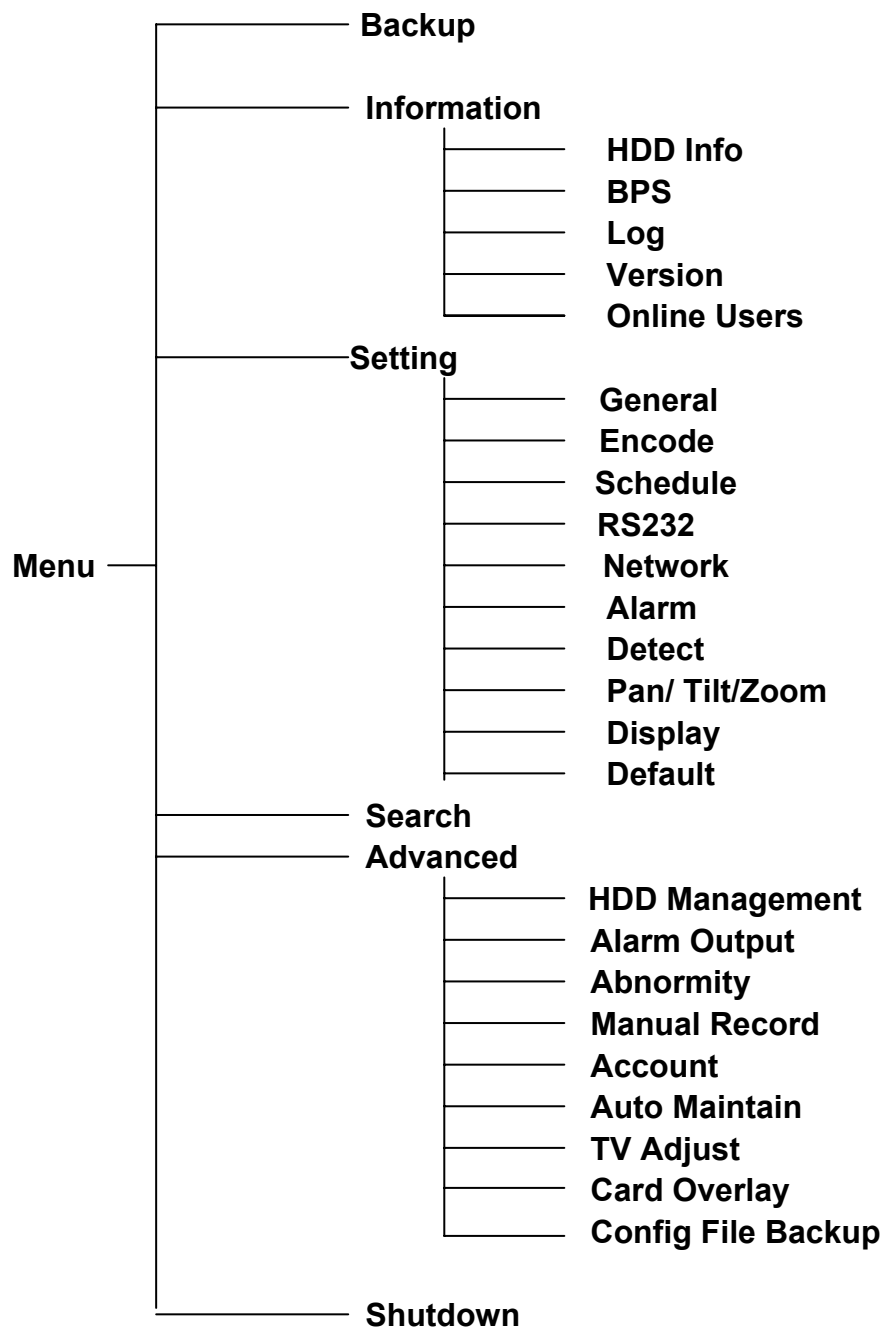 Backup
Information
HDD Info
BPS
Log
Version
Online Users
Setting
General
Encode
Schedule
RS232
Menu
Network
Alarm
Detect
Pan/ Tilt/Zoom
Display
Default
Search
Advanced
HDD Management
Alarm Output
Abnormity
Manual Record
Account
Auto Maintain
TV Adjust
Card Overlay
Config File Backup
Shutdown